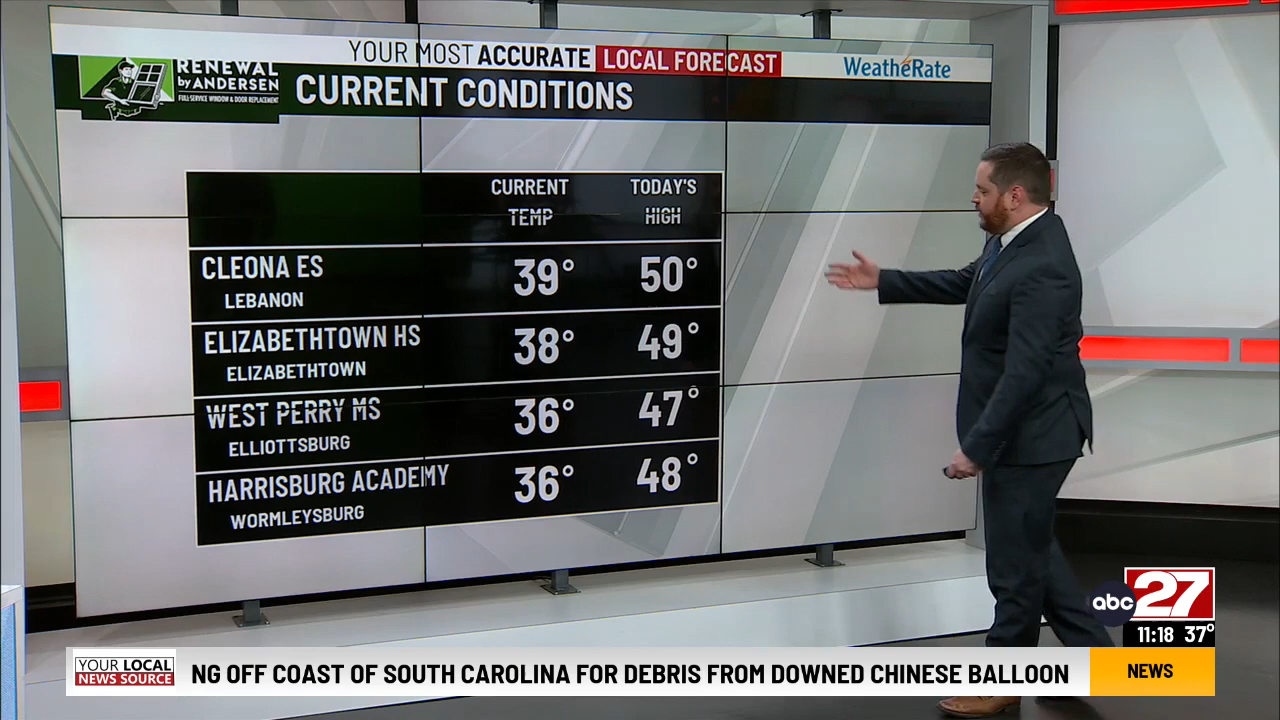 YOUR MOST ACCURATE LOCAL FORECAST
WeatheRate
RENEWAL
by ANDERSEN
FULL-SERVICE WINDOW & DOOR REPLACEMENT
CURRENT CONDITIONS
CURRENT TEMP
TODAY'S HIGH
CLEONA ES 39° 50°
LEBANON
ELIZABETHTOWN HS 38° 49°
ELIZABETHTOWN
WEST PERRY MS 36° 47°
ELLIOTTSBURG
HARRISBURG ACADEMY 36° 48°
WORMLEYSBURG
abc 27
11:18 37°
YOUR LOCAL
NEWS SOURCE
NG OFF COAST OF SOUTH CAROLINA FOR DEBRIS FROM DOWNED CHINESE BALLOON
NEWS